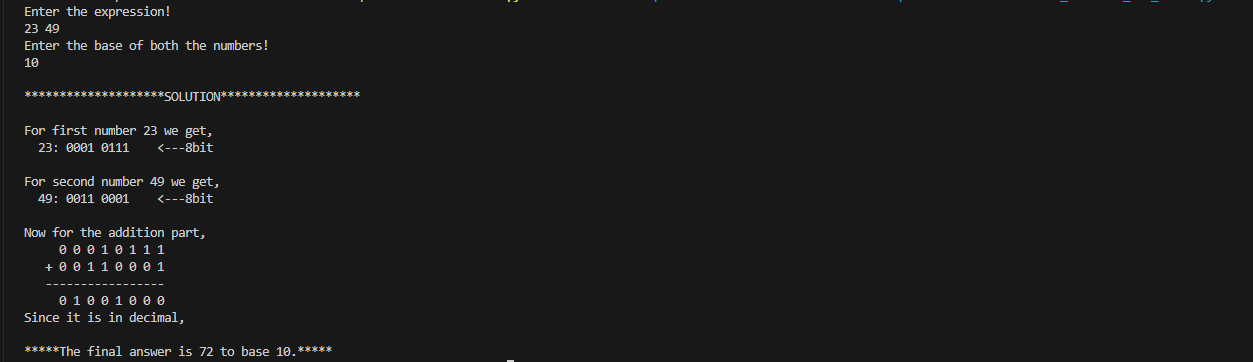 Enter the expression!
23 49
Enter the base of both the numbers!
10
********************SOLUTION********************
For first number 23 we get,
23: 0001 0111    <---8bit
For second number 49 we get,
49: 0011 0001    <---8bit
Now for the addition part,
0 0 0 1 0 1 1 1
+ 0 0 1 1 0 0 0 1
-----------------
0 1 0 0 1 0 0 0
Since it is in decimal,
*****The final answer is 72 to base 10.*****